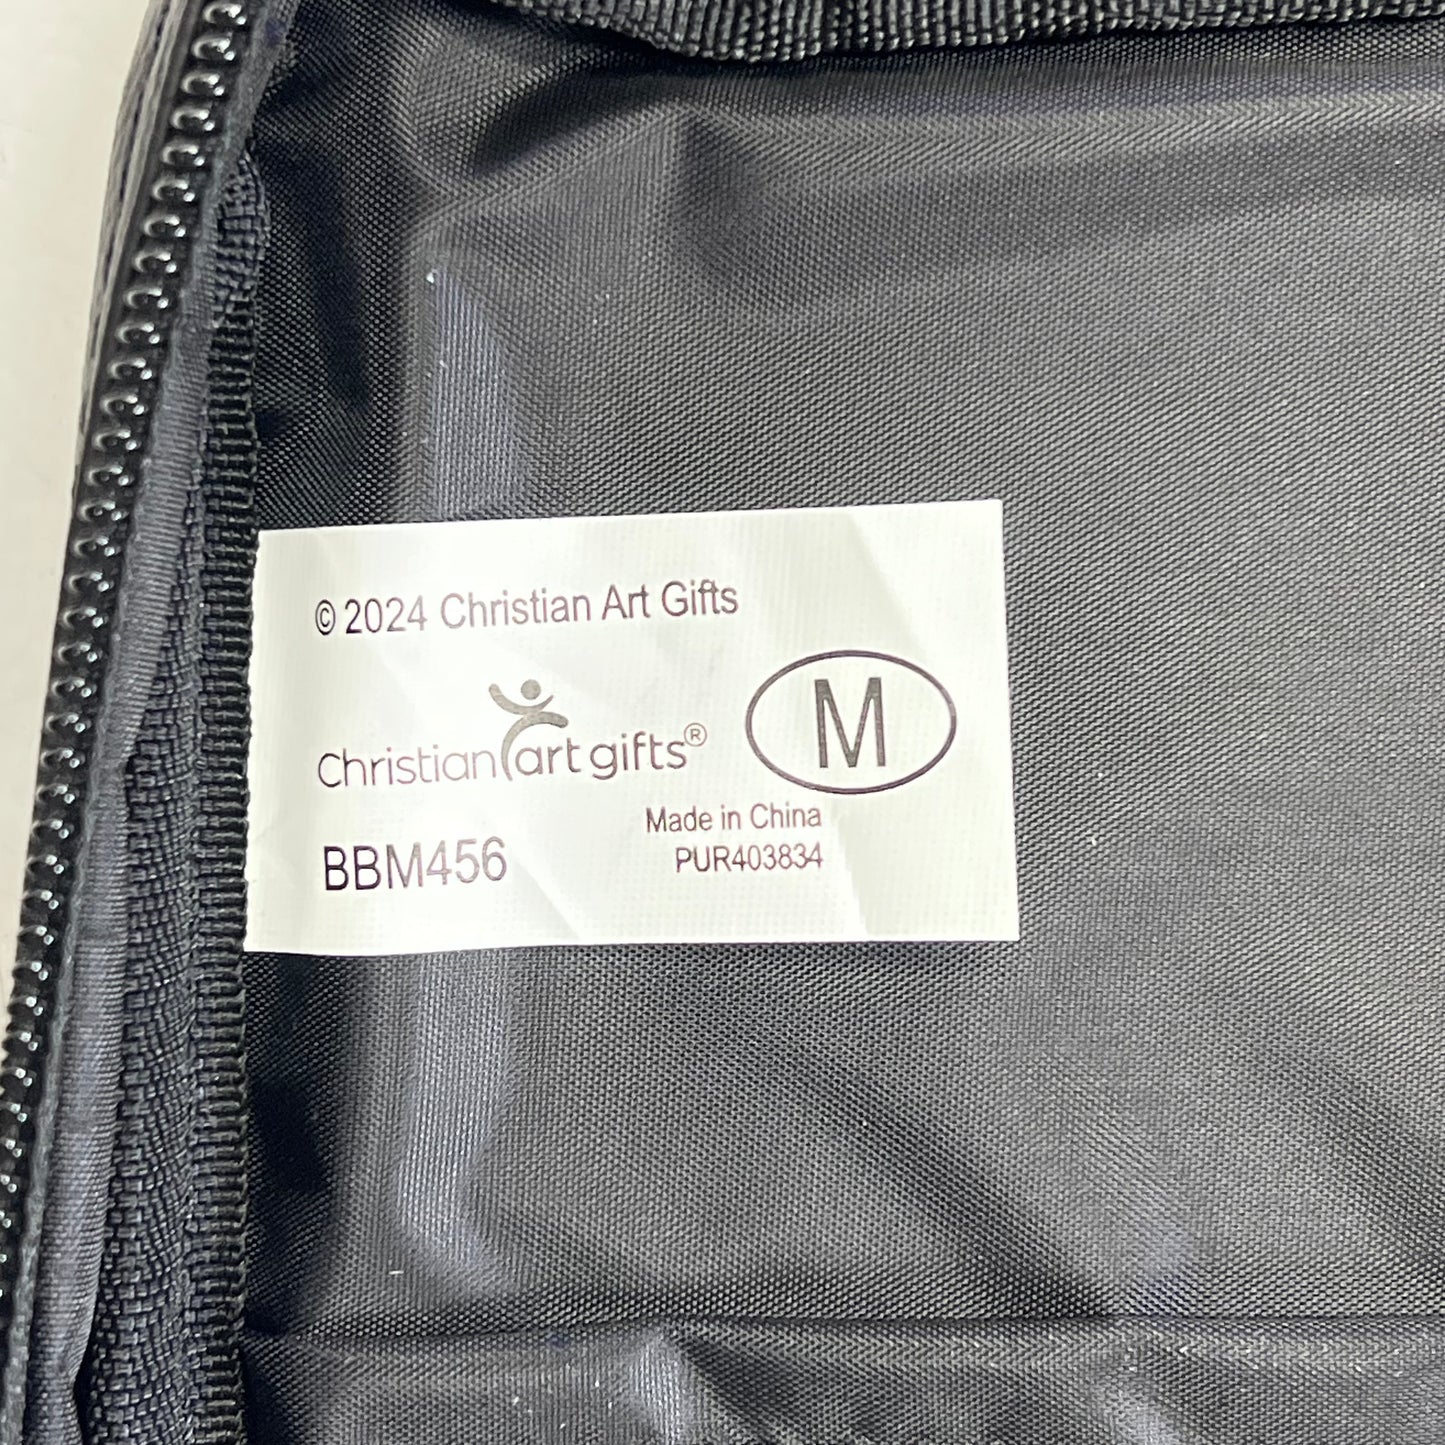 © 2024 Christian Art Gifts
Christian art gifts®
M
Made in China
BBM456
PUR403834